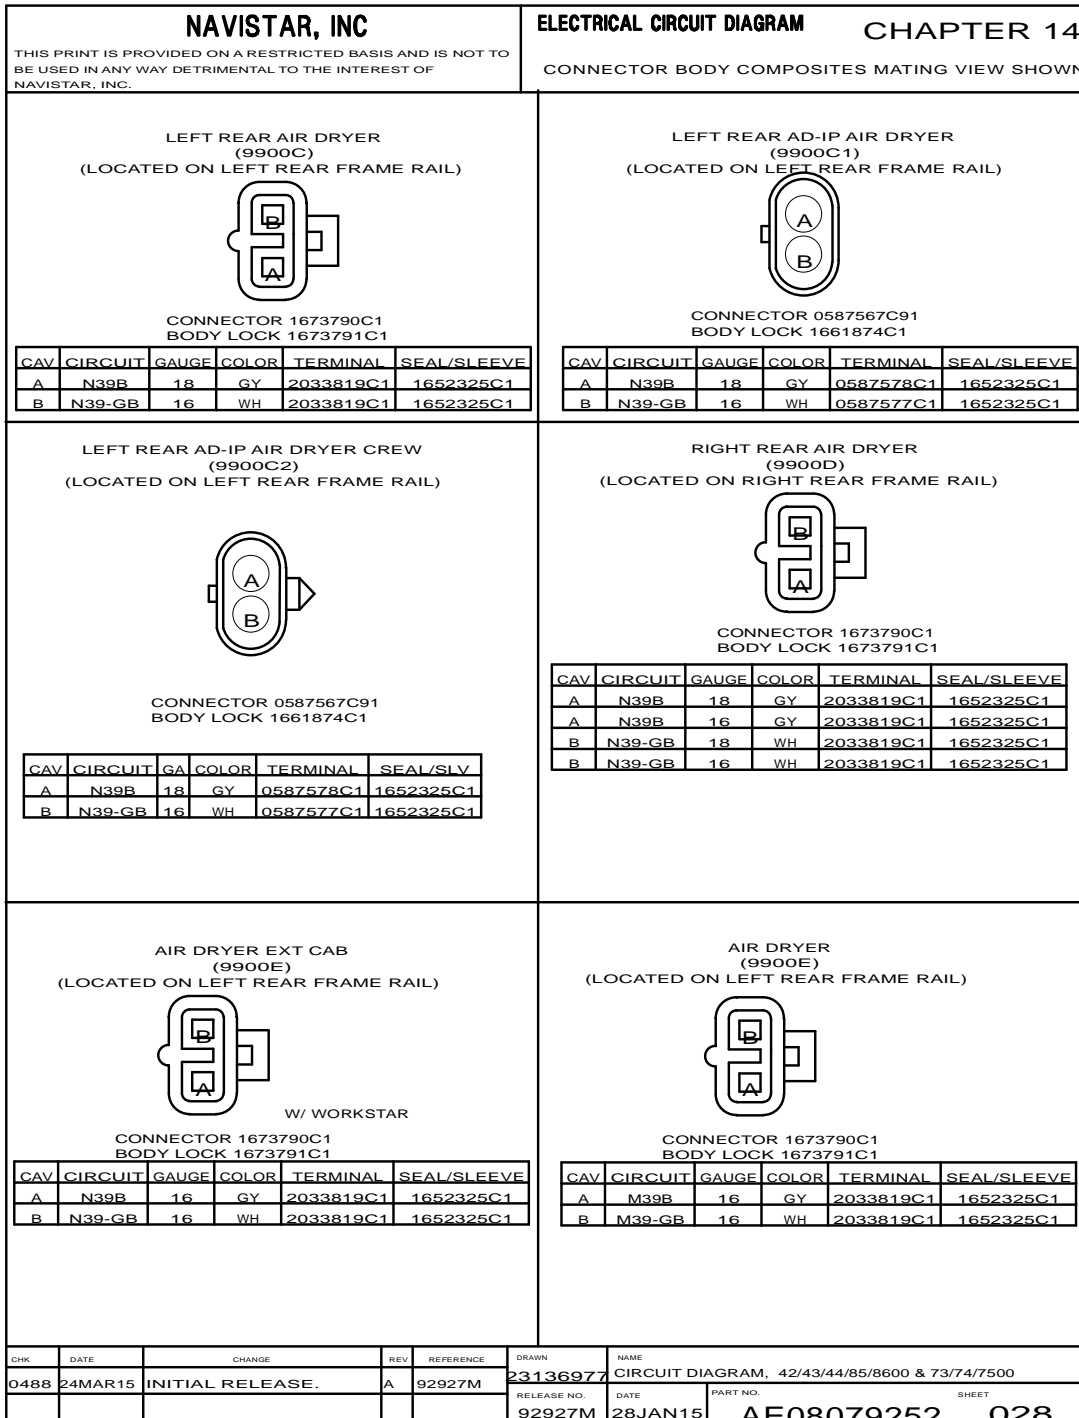 NAVISTAR, INC
THIS PRINT IS PROVIDED ON A RESTRICTED BASIS AND IS NOT TO
BE USED IN ANY WAY DETRIMENTAL TO THE INTEREST OF
NAVISTAR, INC.
ELECTRICAL CIRCUIT DIAGRAM CHAPTER 14
CONNECTOR BODY COMPOSITES MATING VIEW SHOWN
LEFT REAR AIR DRYER
(9900C)
(LOCATED ON LEFT REAR FRAME RAIL)
B
A
CONNECTOR 1673790C1
BODY LOCK 1673791C1
CAV CIRCUIT GAUGE COLOR TERMINAL SEAL/SLEEVE
A N39B 18 GY 2033819C1 1652325C1
B N39-GB 16 WH 2033819C1 1652325C1
LEFT REAR AD-IP AIR DRYER
(9900C1)
(LOCATED ON LEFT REAR FRAME RAIL)
A
B
CONNECTOR 0587567C91
BODY LOCK 1661874C1
CAV CIRCUIT GAUGE COLOR TERMINAL SEAL/SLEEVE
A N39B 18 GY 0587578C1 1652325C1
B N39-GB 16 WH 0587577C1 1652325C1
LEFT REAR AD-IP AIR DRYER CREW
(9900C2)
(LOCATED ON LEFT REAR FRAME RAIL)
A
B
CONNECTOR 0587567C91
BODY LOCK 1661874C1
CAV CIRCUIT GA COLOR TERMINAL SEAL/SLV
A N39B 18 GY 0587578C1 1652325C1
B N39-GB 16 WH 0587577C1 1652325C1
RIGHT REAR AIR DRYER
(9900D)
(LOCATED ON RIGHT REAR FRAME RAIL)
B
A
CONNECTOR 1673790C1
BODY LOCK 1673791C1
CAV CIRCUIT GAUGE COLOR TERMINAL SEAL/SLEEVE
A N39B 18 GY 2033819C1 1652325C1
A N39B 16 GY 2033819C1 1652325C1
B N39-GB 18 WH 2033819C1 1652325C1
B N39-GB 16 WH 2033819C1 1652325C1
AIR DRYER EXT CAB
(9900E)
(LOCATED ON LEFT REAR FRAME RAIL)
B
A
W/ WORKSTAR
CONNECTOR 1673790C1
BODY LOCK 1673791C1
CAV CIRCUIT GAUGE COLOR TERMINAL SEAL/SLEEVE
A N39B 16 GY 2033819C1 1652325C1
B N39-GB 16 WH 2033819C1 1652325C1
AIR DRYER
(9900E)
(LOCATED ON LEFT REAR FRAME RAIL)
B
A
CONNECTOR 1673790C1
BODY LOCK 1673791C1
CAV CIRCUIT GAUGE COLOR TERMINAL SEAL/SLEEVE
A M39B 16 GY 2033819C1 1652325C1
B M39-GB 16 WH 2033819C1 1652325C1
CHK DATE CHANGE REV REFERENCE
0488 24MAR15 INITIAL RELEASE. A 92927M
DRAWN NAME
23136977 CIRCUIT DIAGRAM, 42/43/44/85/8600 & 73/74/7500
RELEASE NO. DATE PART NO. SHEET
92927M 28JAN15 AE08079252 028